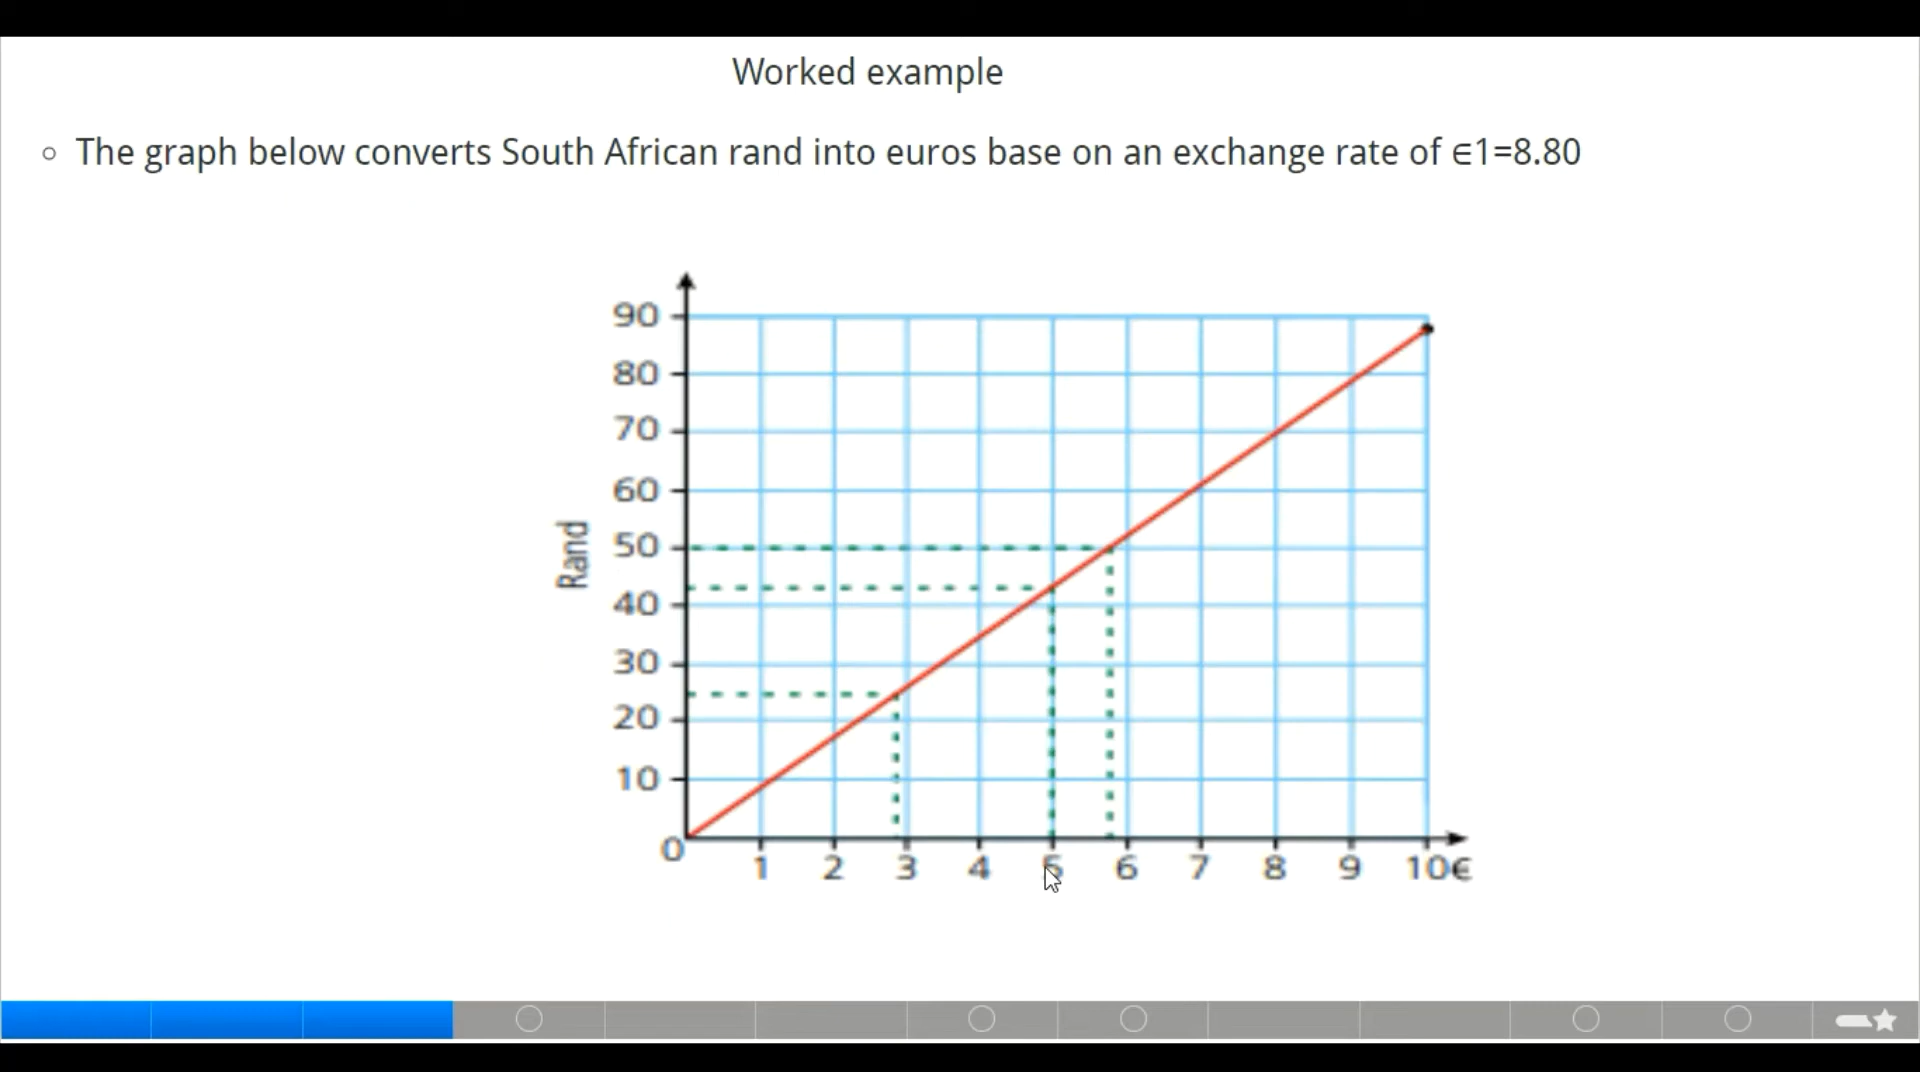 Worked example
The graph below converts South African rand into euros base on an exchange rate of ∊1=8.80
90
80
70
60
50
40
30
20
10
0
Rand
1 2 3 4 5 6 7 8 9 10€